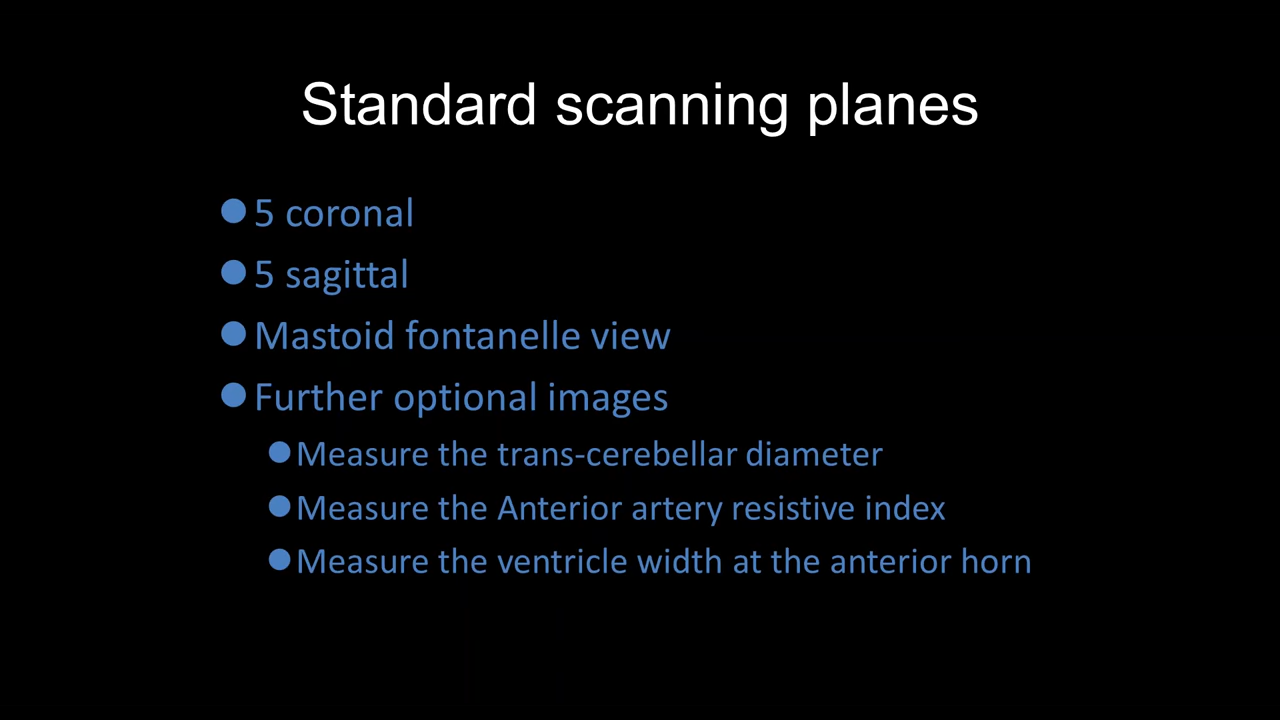 Standard scanning planes
5 coronal
5 sagittal
Mastoid fontanelle view
Further optional images
Measure the trans-cerebellar diameter
Measure the Anterior artery resistive index
Measure the ventricle width at the anterior horn